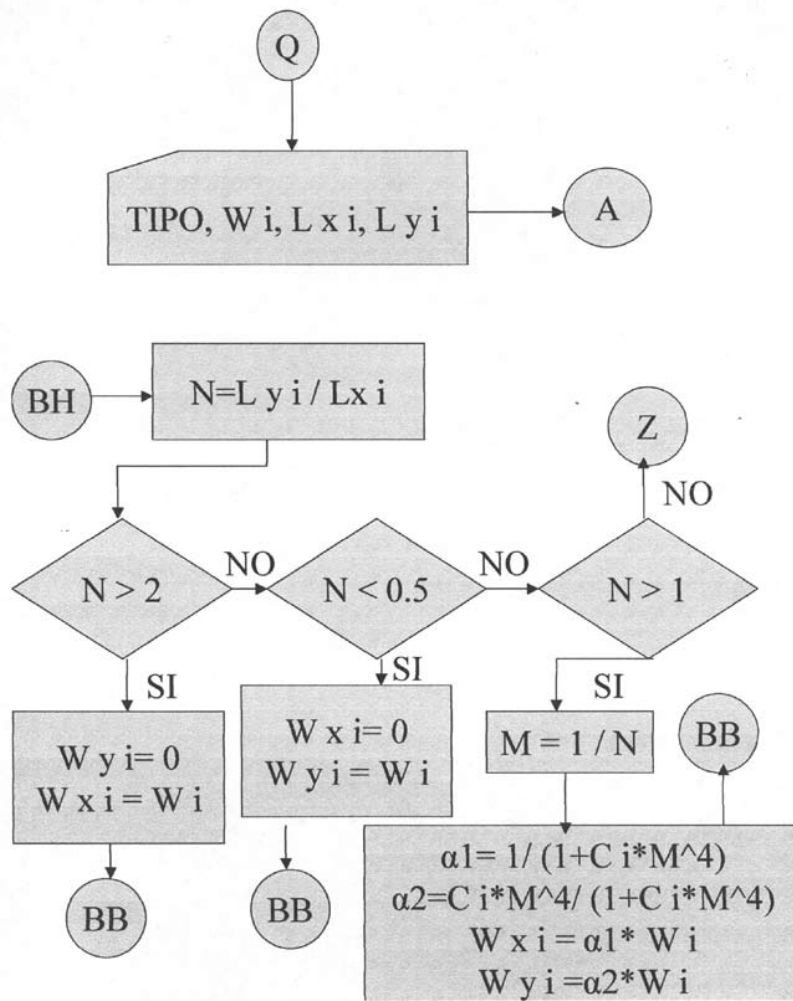 Q
TIPO, W i, L x i, L y i
A
BH
N=L y i / Lx i
Z
NO
N > 2
NO
N < 0.5
NO
N > 1
SI
SI
SI
W y i= 0
W x i = W i
W x i= 0
W y i = W i
M = 1 / N
BB
BB
BB
α1= 1/ (1+C i*M^4)
α2=C i*M^4/ (1+C i*M^4)
W x i = α1* W i
W y i =α2*W i